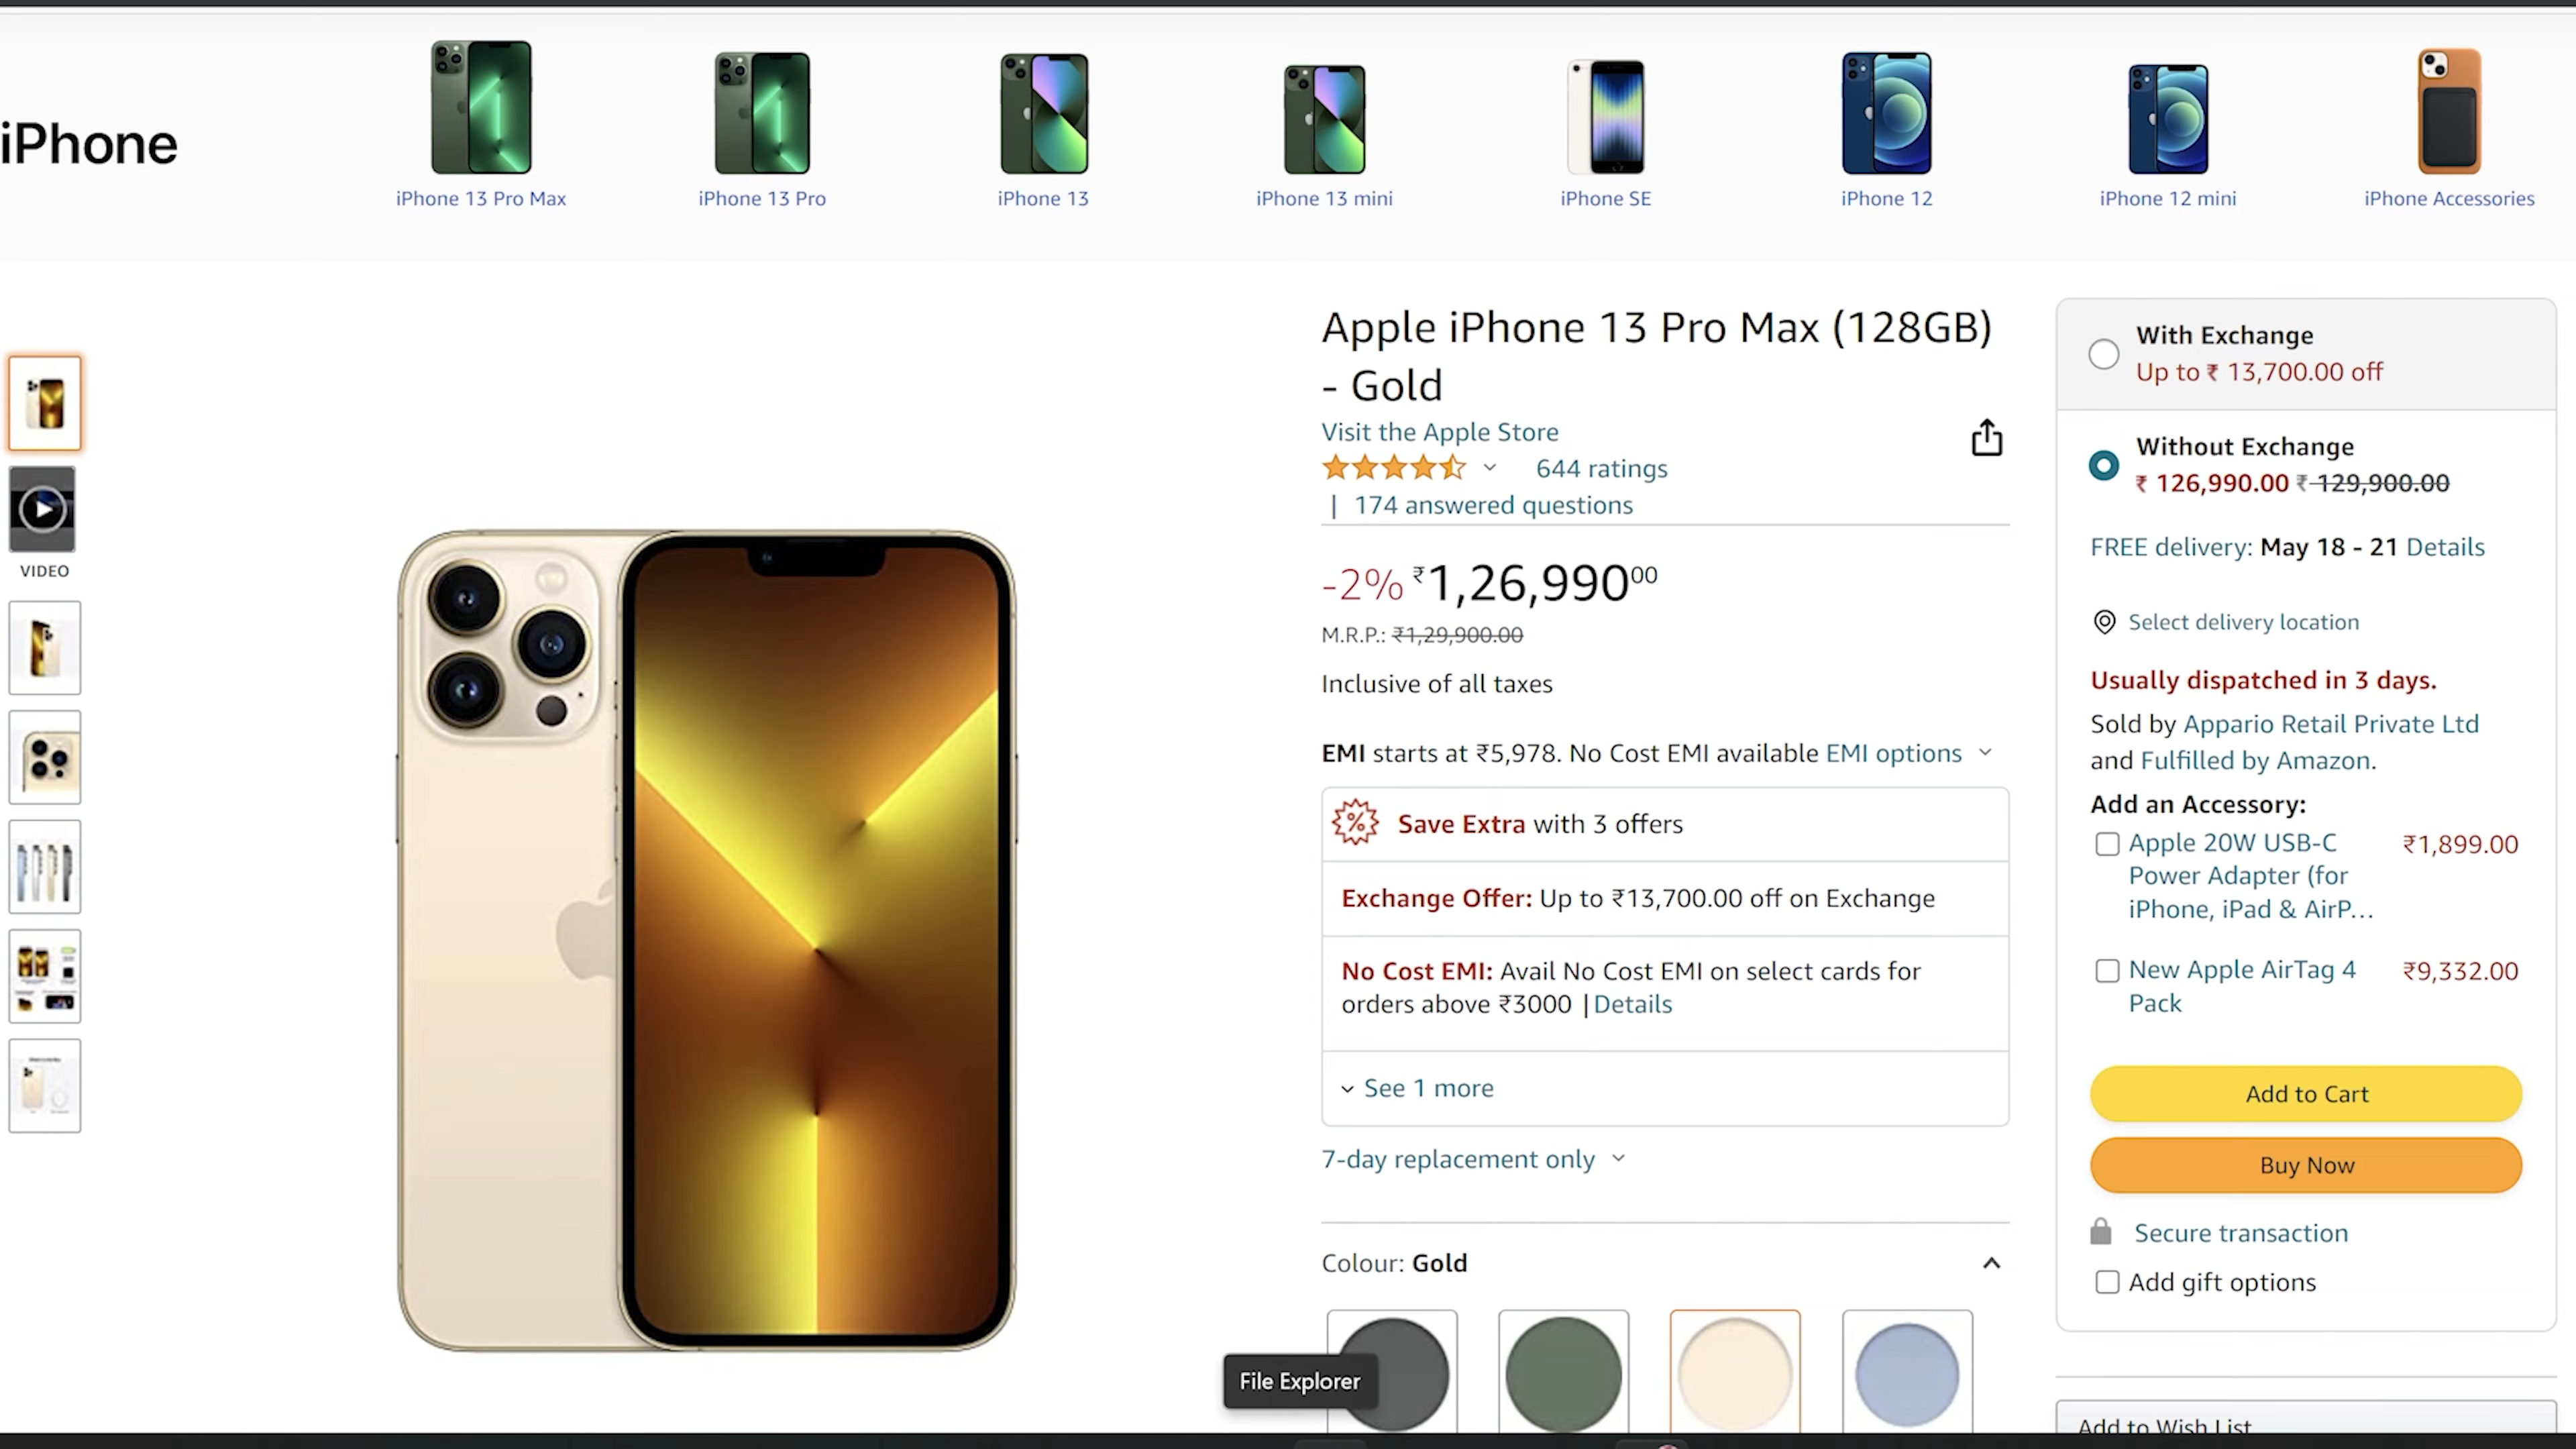 iPhone
iPhone 13 Pro Max
iPhone 13 Pro
iPhone 13
iPhone 13 mini
iPhone SE
iPhone 12
iPhone 12 mini
iPhone Accessories
VIDEO
Apple iPhone 13 Pro Max (128GB)
- Gold
Visit the Apple Store
644 ratings
| 174 answered questions
-2% ₹1,26,990⁰⁰
M.R.P.: ₹1,29,900.00
Inclusive of all taxes
EMI starts at ₹5,978. No Cost EMI available EMI options
Save Extra with 3 offers
Exchange Offer: Up to ₹13,700.00 off on Exchange
No Cost EMI: Avail No Cost EMI on select cards for
orders above ₹3000 | Details
See 1 more
7-day replacement only
Colour: Gold
File Explorer
With Exchange
Up to ₹ 13,700.00 off
Without Exchange
₹ 126,990.00 ₹ 129,900.00
FREE delivery: May 18 - 21 Details
Select delivery location
Usually dispatched in 3 days.
Sold by Appario Retail Private Ltd
and Fulfilled by Amazon.
Add an Accessory:
Apple 20W USB-C ₹1,899.00
Power Adapter (for
iPhone, iPad & AirP...
New Apple AirTag 4 ₹9,332.00
Pack
Add to Cart
Buy Now
Secure transaction
Add gift options
Add to Wish List